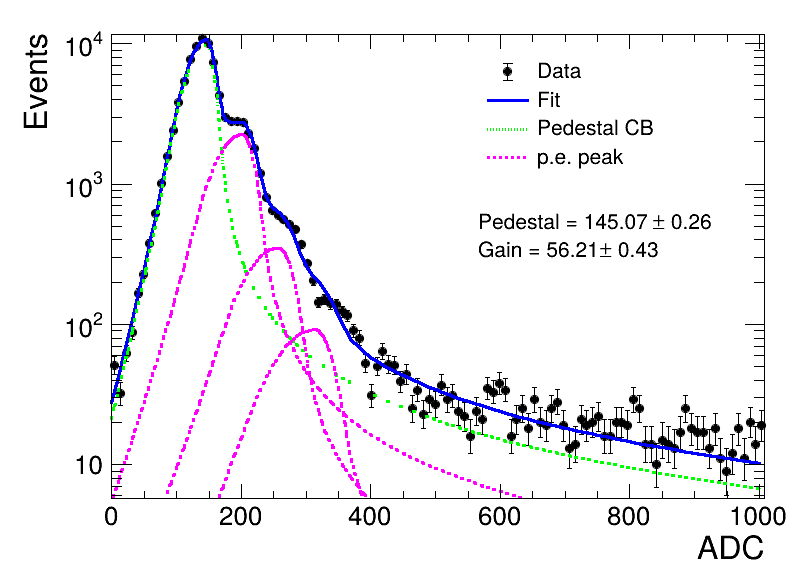 Events
10^4
10^3
10^2
10
0
200
400
600
800
1000
ADC
Data
Fit
Pedestal CB
p.e. peak
Pedestal = 145.07 ± 0.26
Gain = 56.21± 0.43